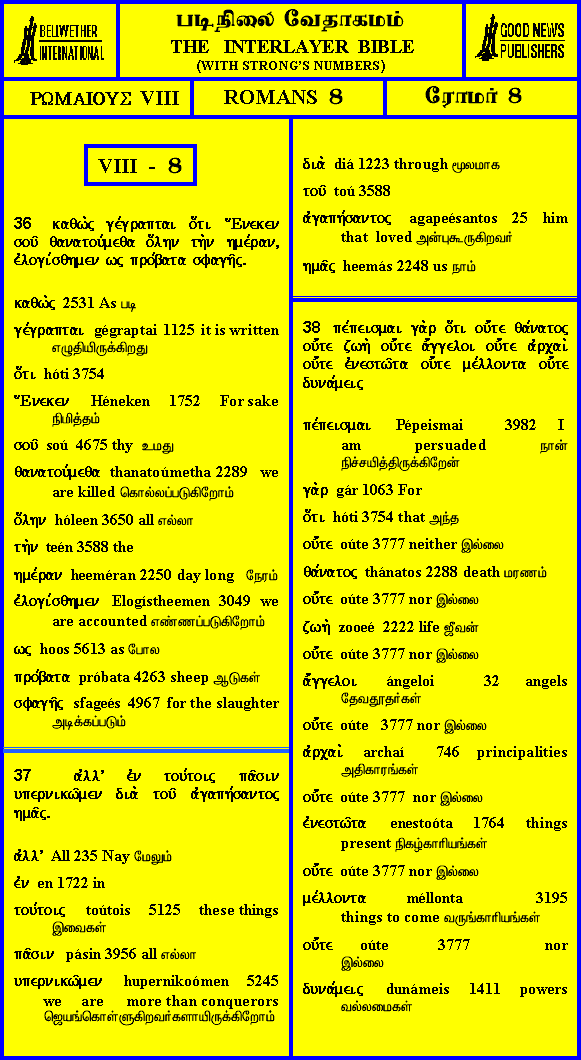 BELLWETHER
INTERNATIONAL
படிநிலை வேதாகமம்
THE INTERLAYER BIBLE
(WITH STRONG'S NUMBERS)
GOOD NEWS
PUBLISHERS
ΡΩΜΑΙΟΥΣ VIII
ROMANS 8
ரோமர் 8
VIII - 8
36 καθὼς γέγραπται ὅτι Ἕνεκεν
σοῦ θανατούμεθα ὅλην τὴν ημέραν,
ἐλογίσθημεν ως πρόβατα σφαγῆς.
καθὼς 2531 As படி
γέγραπται gégraptai 1125 it is written
எழுதியிருக்கிறது
ὅτι hóti 3754
Ἕνεκεν Héneken 1752 For sake
நிமித்தம்
σοῦ soú 4675 thy உமது
θανατούμεθα thanatoúmetha 2289 we
are killed கொல்லப்படுகிறோம்
ὅλην hóleen 3650 all எல்லா
τὴν teén 3588 the
ημέραν heeméran 2250 day long நேரம்
ἐλογίσθημεν Elogístheemen 3049 we
are accounted எண்ணப்படுகிறோம்
ως hoos 5613 as போல
πρόβατα próbata 4263 sheep ஆடுகள்
σφαγῆς sfageés 4967 for the slaughter
அடிக்கப்படும்
37 ἀλλ’ ἐν τούτοις πᾶσιν
υπερνικῶμεν διὰ τοῦ ἀγαπήσαντος
ημᾶς.
ἀλλ’ All 235 Nay மேலும்
ἐν en 1722 in
τούτοις toútois 5125 these things
இவைகள்
πᾶσιν pásin 3956 all எல்லா
υπερνικῶμεν hupernikoómen 5245
we are more than conquerors
ஜெயங்கொள்ளுகிறவர்களாயிருக்கிறோம்
διὰ diá 1223 through மூலமாக
τοῦ toú 3588
ἀγαπήσαντος agapeésantos 25 him
that loved அன்புகூருகிறவர்
ημᾶς heemás 2248 us நாம்
38 πέπεισμαι γὰρ ὅτι οὔτε θάνατος
οὔτε ζωὴ οὔτε ἄγγελοι οὔτε ἀρχαὶ
οὔτε ἐνεστῶτα οὔτε μέλλοντα οὔτε
δυνάμεις
πέπεισμαι Pépeismai 3982 I
am persuaded நான்
நிச்சயித்திருக்கிறேன்
γὰρ gár 1063 For
ὅτι hóti 3754 that அந்த
οὔτε oúte 3777 neither இல்லை
θάνατος thánatos 2288 death மரணம்
οὔτε oúte 3777 nor இல்லை
ζωὴ zooeé 2222 life ஜீவன்
οὔτε oúte 3777 nor இல்லை
ἄγγελοι ángeloi 32 angels
தேவதூதர்கள்
οὔτε oúte 3777 nor இல்லை
ἀρχαὶ archaí 746 principalities
அதிகாரங்கள்
οὔτε oúte 3777 nor இல்லை
ἐνεστῶτα enestoóta 1764 things
present நிகழ்காரியங்கள்
οὔτε oúte 3777 nor இல்லை
μέλλοντα méllonta 3195
things to come வருங்காரியங்கள்
οὔτε oúte 3777 nor
இல்லை
δυνάμεις dunámeis 1411 powers
வல்லமைகள்